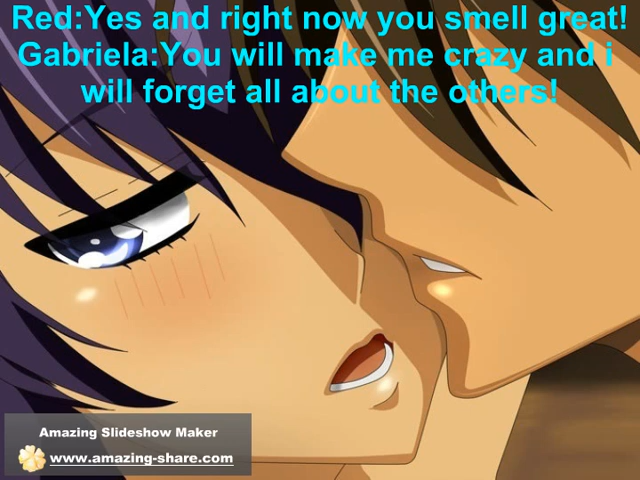 Red:Yes and right now you smell great!
Gabriela:You will make me crazy and i
will forget all about the others!
Amazing Slideshow Maker
www.amazing-share.com